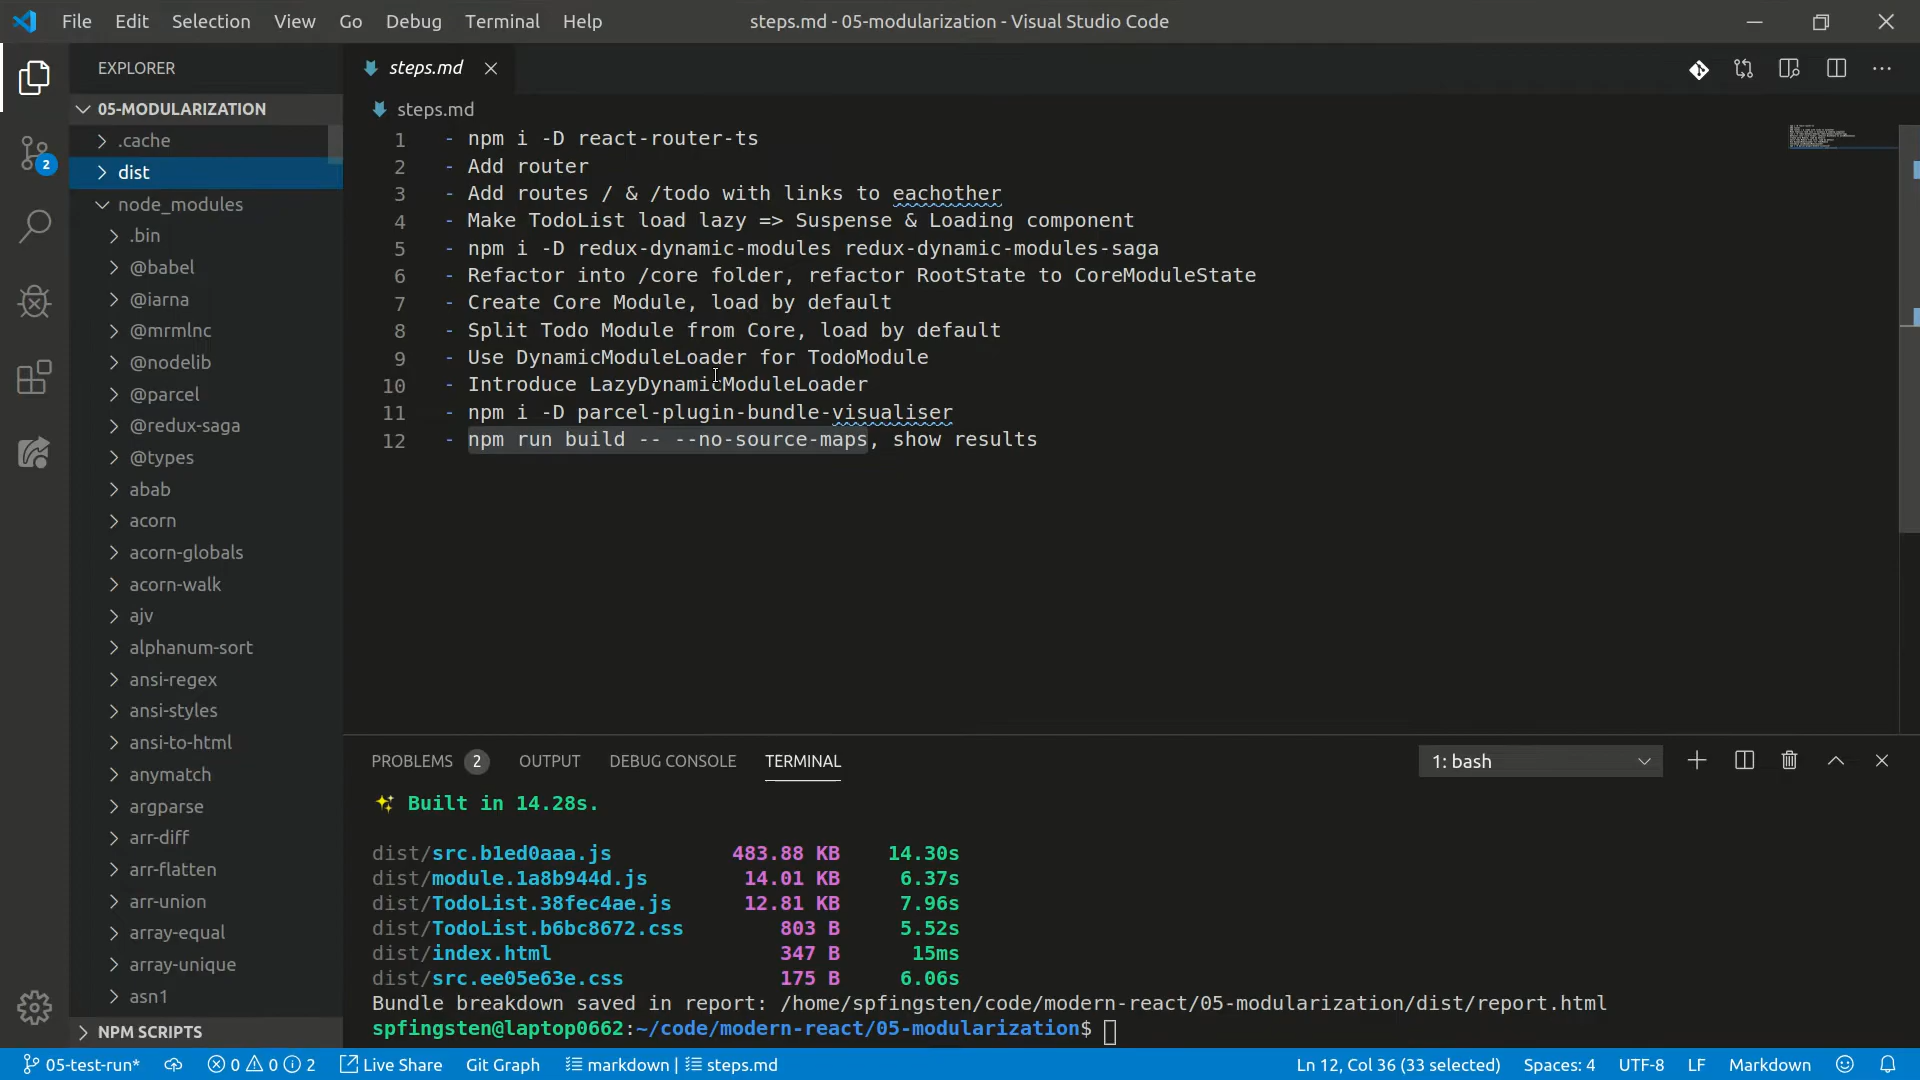 File Edit Selection View Go Debug Terminal Help
steps.md - 05-modularization - Visual Studio Code
EXPLORER
05-MODULARIZATION
.cache
dist
node_modules
.bin
@babel
@iarna
@mrmlnc
@nodelib
@parcel
@redux-saga
@types
abab
acorn
acorn-globals
acorn-walk
ajv
alphanum-sort
ansi-regex
ansi-styles
ansi-to-html
anymatch
argparse
arr-diff
arr-flatten
arr-union
array-equal
array-unique
asn1
NPM SCRIPTS
2
steps.md
steps.md
1 - npm i -D react-router-ts
2 - Add router
3 - Add routes / & /todo with links to eachother
4 - Make TodoList load lazy => Suspense & Loading component
5 - npm i -D redux-dynamic-modules redux-dynamic-modules-saga
6 - Refactor into /core folder, refactor RootState to CoreModuleState
7 - Create Core Module, load by default
8 - Split Todo Module from Core, load by default
9 - Use DynamicModuleLoader for TodoModule
10 - Introduce LazyDynamicModuleLoader
11 - npm i -D parcel-plugin-bundle-visualiser
12 - npm run build -- --no-source-maps, show results
PROBLEMS 2 OUTPUT DEBUG CONSOLE TERMINAL
1: bash
✨ Built in 14.28s.
dist/src.b1ed0aaa.js 483.88 KB 14.30s
dist/module.1a8b944d.js 14.01 KB 6.37s
dist/TodoList.38fec4ae.js 12.81 KB 7.96s
dist/TodoList.b6bc8672.css 803 B 5.52s
dist/index.html 347 B 15ms
dist/src.ee05e63e.css 175 B 6.06s
Bundle breakdown saved in report: /home/spfingsten/code/modern-react/05-modularization/dist/report.html
spfingsten@laptop0662:~/code/modern-react/05-modularization$
05-test-run* 0 0 2 Live Share Git Graph markdown | steps.md
Ln 12, Col 36 (33 selected) Spaces: 4 UTF-8 LF Markdown